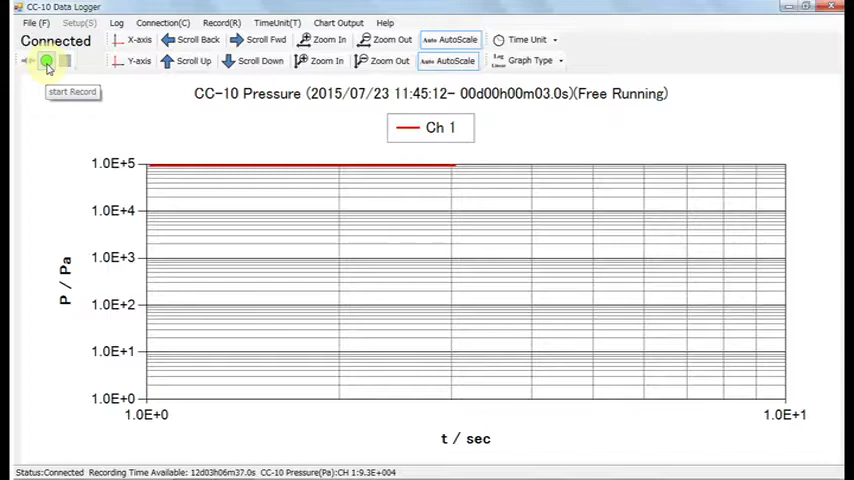 CC-10 Data Logger
File (F) Setup(S) Log Connection(C) Record(R) TimeUnit(T) Chart Output Help
Connected X-axis Scroll Back Scroll Fwd Zoom In Zoom Out Auto AutoScale Time Unit
Y-axis Scroll Up Scroll Down Zoom In Zoom Out Auto AutoScale Log Linear Graph Type
start Record
CC-10 Pressure (2015/07/23 11:45:12- 00d00h00m03.0s)(Free Running)
Ch 1
1.0E+5
1.0E+4
1.0E+3
P / Pa
1.0E+2
1.0E+1
1.0E+0
1.0E+0 1.0E+1
t / sec
Status:Connected Recording Time Available: 12d03h06m37.0s CC-10 Pressure(Pa):CH 1:9.3E+004